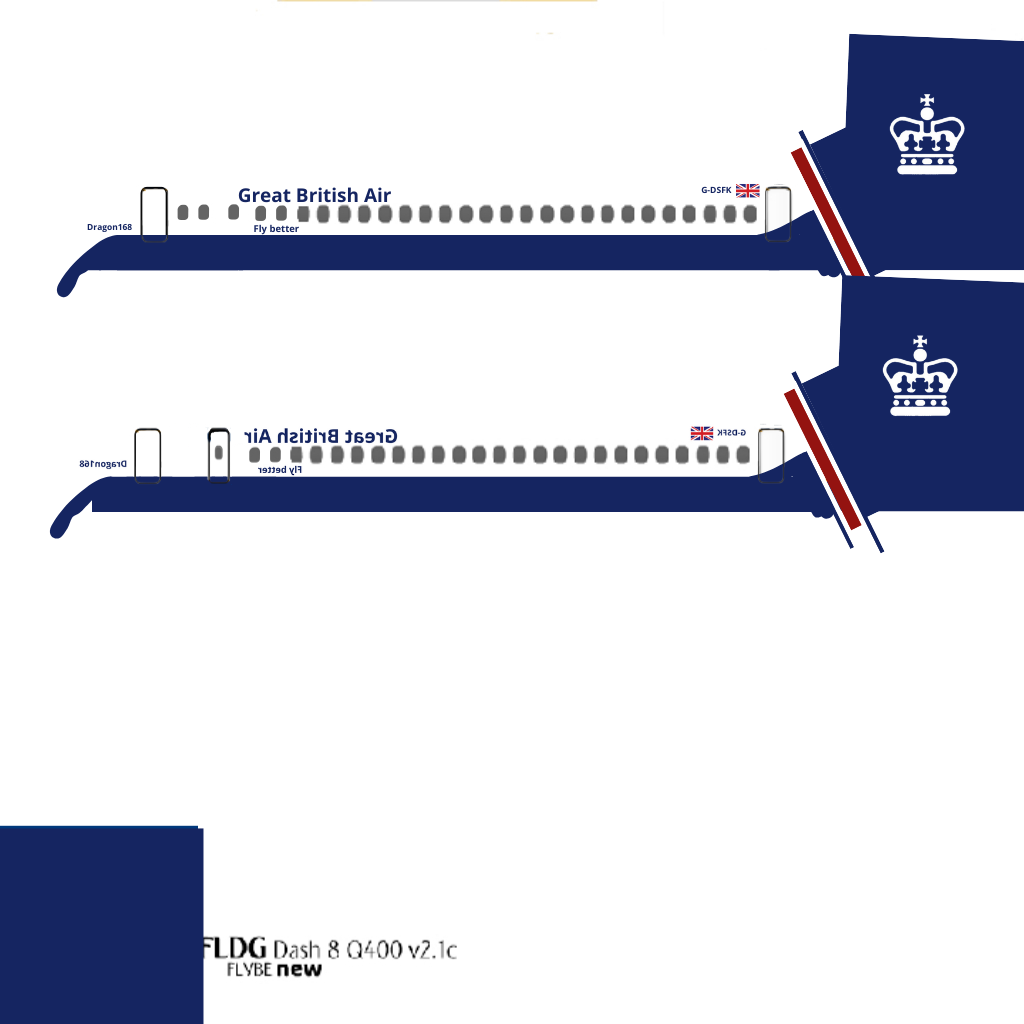 Great British Air
G-DSFK
Dragon168
Fly better
Great British Air
G-DSFK
Dragon168
Fly better
FLDG Dash 8 Q400 v2.1c
FLYBE new